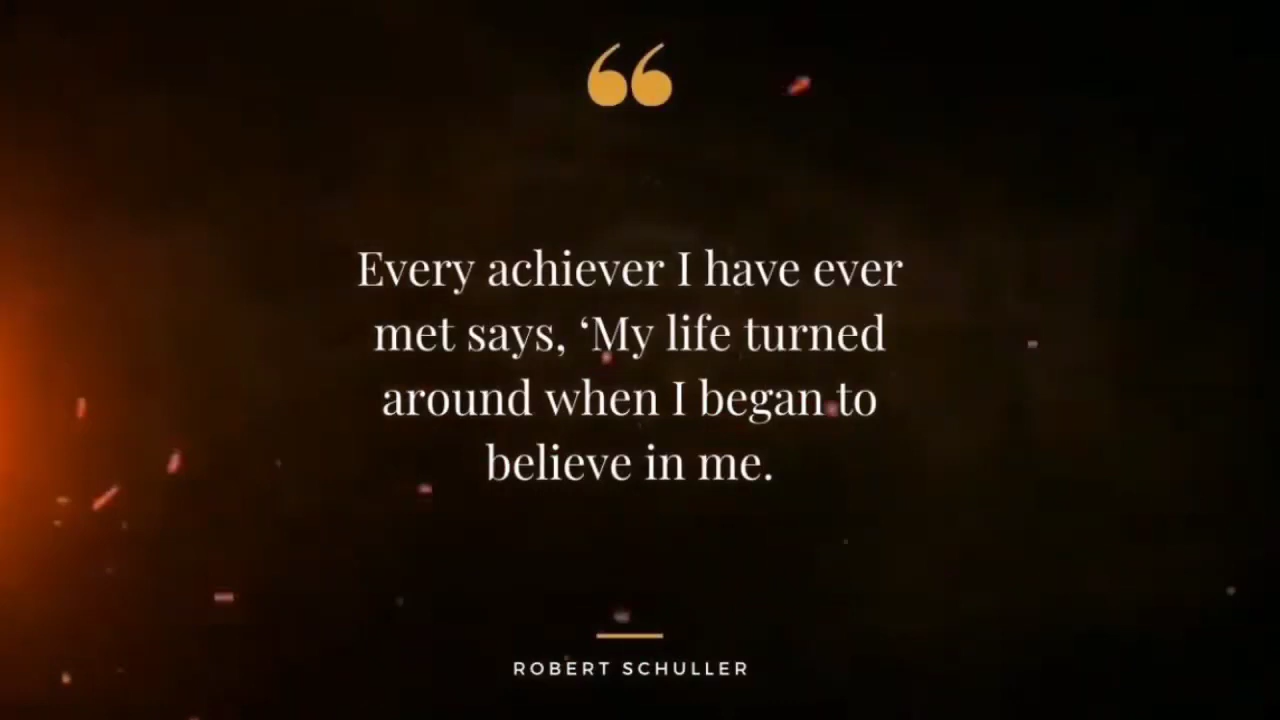 “
Every achiever I have ever
met says, ‘My life turned
around when I began to
believe in me.
ROBERT SCHULLER